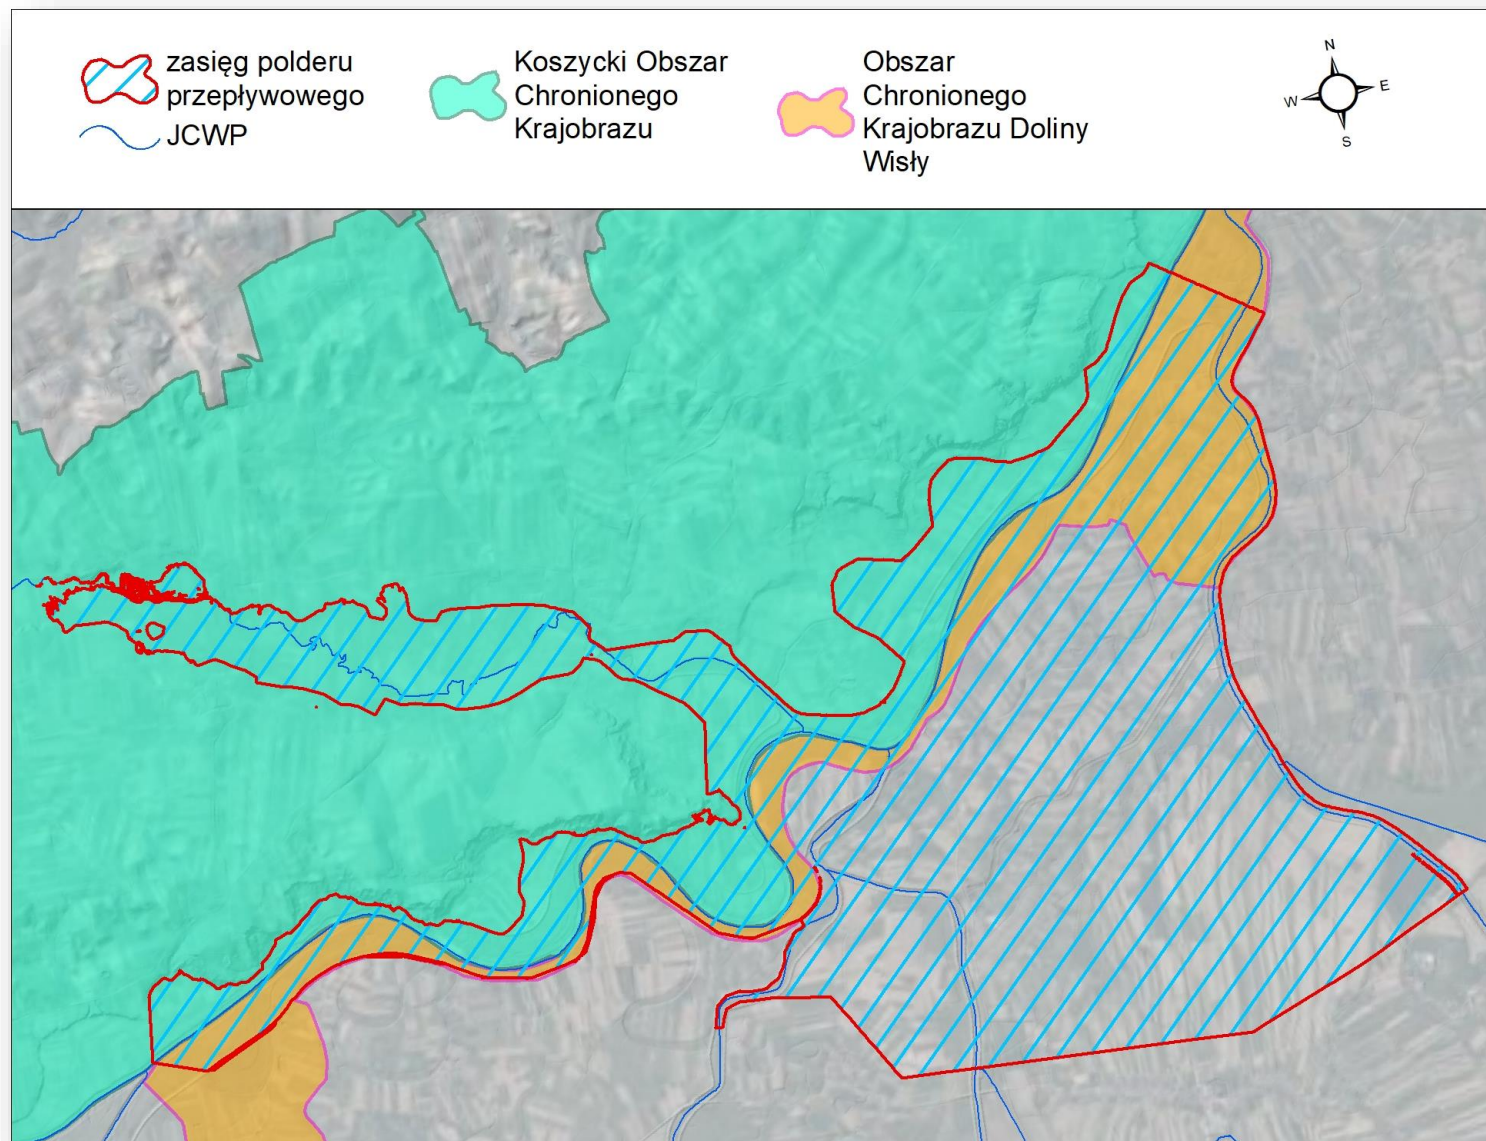 zasięg polderu
przepływowego
JCWP
Koszycki Obszar
Chronionego
Krajobrazu
Obszar
Chronionego
Krajobrazu Doliny
Wisły
N
W
E
S